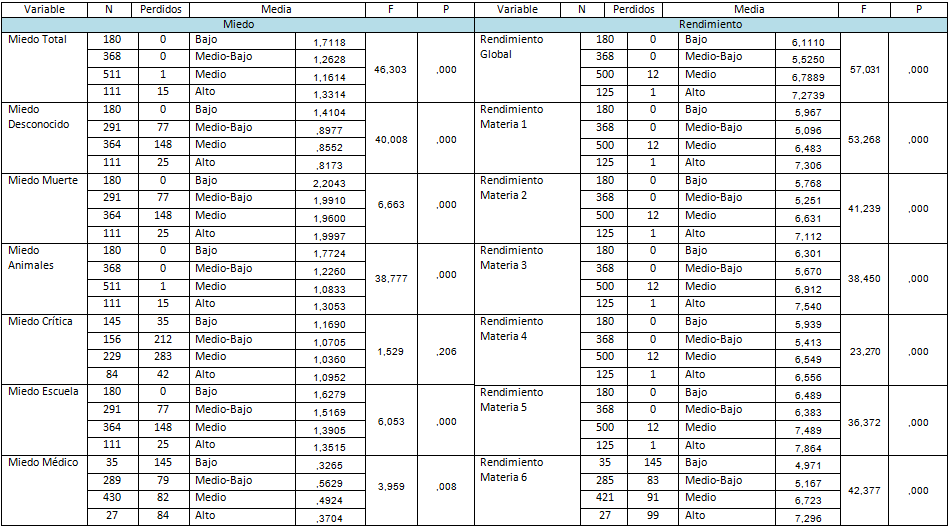 Variable N Perdidos Media F P Variable N Perdidos Media F P
Miedo Rendimiento
Miedo Total 180 0 Bajo 1,7118 46,303 ,000 Rendimiento Global 180 0 Bajo 6,1110 57,031 ,000
368 0 Medio-Bajo 1,2628 368 0 Medio-Bajo 5,5250
511 1 Medio 1,1614 500 12 Medio 6,7889
111 15 Alto 1,3314 125 1 Alto 7,2739
Miedo Desconocido 180 0 Bajo 1,4104 40,008 ,000 Rendimiento Materia 1 180 0 Bajo 5,967 53,268 ,000
291 77 Medio-Bajo ,8977 368 0 Medio-Bajo 5,096
364 148 Medio ,8552 500 12 Medio 6,483
111 25 Alto ,8173 125 1 Alto 7,306
Miedo Muerte 180 0 Bajo 2,2043 6,663 ,000 Rendimiento Materia 2 180 0 Bajo 5,768 41,239 ,000
291 77 Medio-Bajo 1,9910 368 0 Medio-Bajo 5,251
364 148 Medio 1,9600 500 12 Medio 6,631
111 25 Alto 1,9997 125 1 Alto 7,112
Miedo Animales 180 0 Bajo 1,7724 38,777 ,000 Rendimiento Materia 3 180 0 Bajo 6,301 38,450 ,000
368 0 Medio-Bajo 1,2260 368 0 Medio-Bajo 5,670
511 1 Medio 1,0833 500 12 Medio 6,912
111 15 Alto 1,3053 125 1 Alto 7,540
Miedo Crítica 145 35 Bajo 1,1690 1,529 ,206 Rendimiento Materia 4 180 0 Bajo 5,939 23,270 ,000
156 212 Medio-Bajo 1,0705 368 0 Medio-Bajo 5,413
229 283 Medio 1,0360 500 12 Medio 6,549
84 42 Alto 1,0952 125 1 Alto 6,556
Miedo Escuela 180 0 Bajo 1,6279 6,053 ,000 Rendimiento Materia 5 180 0 Bajo 6,489 36,372 ,000
291 77 Medio-Bajo 1,5169 368 0 Medio-Bajo 6,383
364 148 Medio 1,3905 500 12 Medio 7,489
111 25 Alto 1,3515 125 1 Alto 7,864
Miedo Médico 35 145 Bajo ,3265 3,959 ,008 Rendimiento Materia 6 35 145 Bajo 4,971 42,377 ,000
289 79 Medio-Bajo ,5629 285 83 Medio-Bajo 5,167
430 82 Medio ,4924 421 91 Medio 6,723
27 84 Alto ,3704 27 99 Alto 7,296